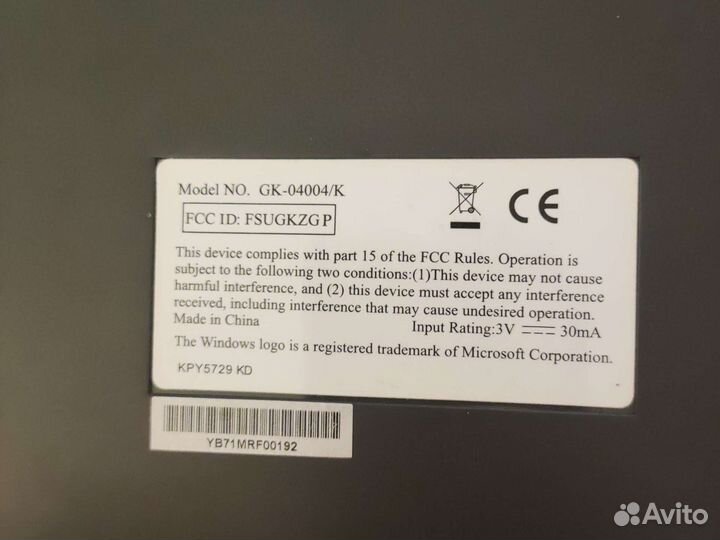 Model NO. GK-04004/K
FCC ID: FSUGKZGP
This device complies with part 15 of the FCC Rules. Operation is
subject to the following two conditions:(1)This device may not cause
harmful interference, and (2) this device must accept any interference
received, including interference that may cause undesired operation.
Made in China Input Rating:3V 30mA
The Windows logo is a registered trademark of Microsoft Corporation.
KPY5729 KD
CE
YB71MRF00192
Avito